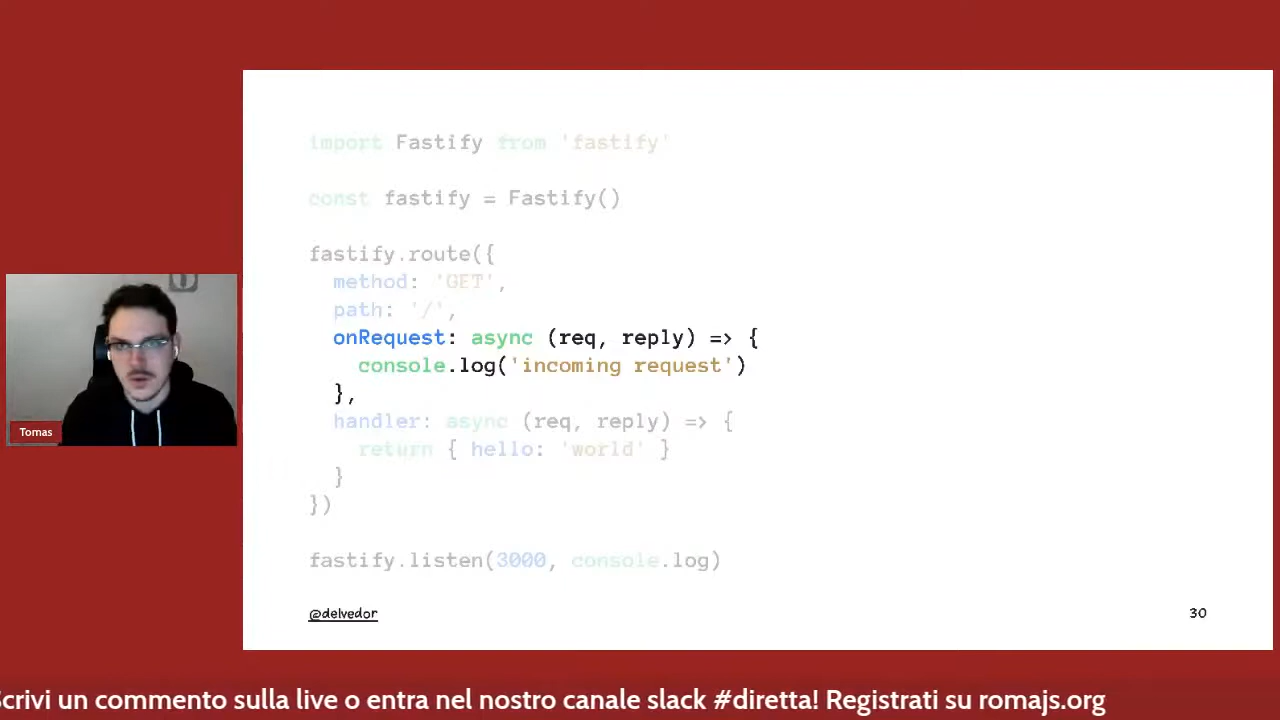 import Fastify from 'fastify'
const fastify = Fastify()
fastify.route({
method: 'GET',
path: '/',
onRequest: async (req, reply) => {
console.log('incoming request')
},
handler: async (req, reply) => {
return { hello: 'world' }
}
})
fastify.listen(3000, console.log)
@delvedor
30
Tomas
Scrivi un commento sulla live o entra nel nostro canale slack #diretta! Registrati su romajs.org